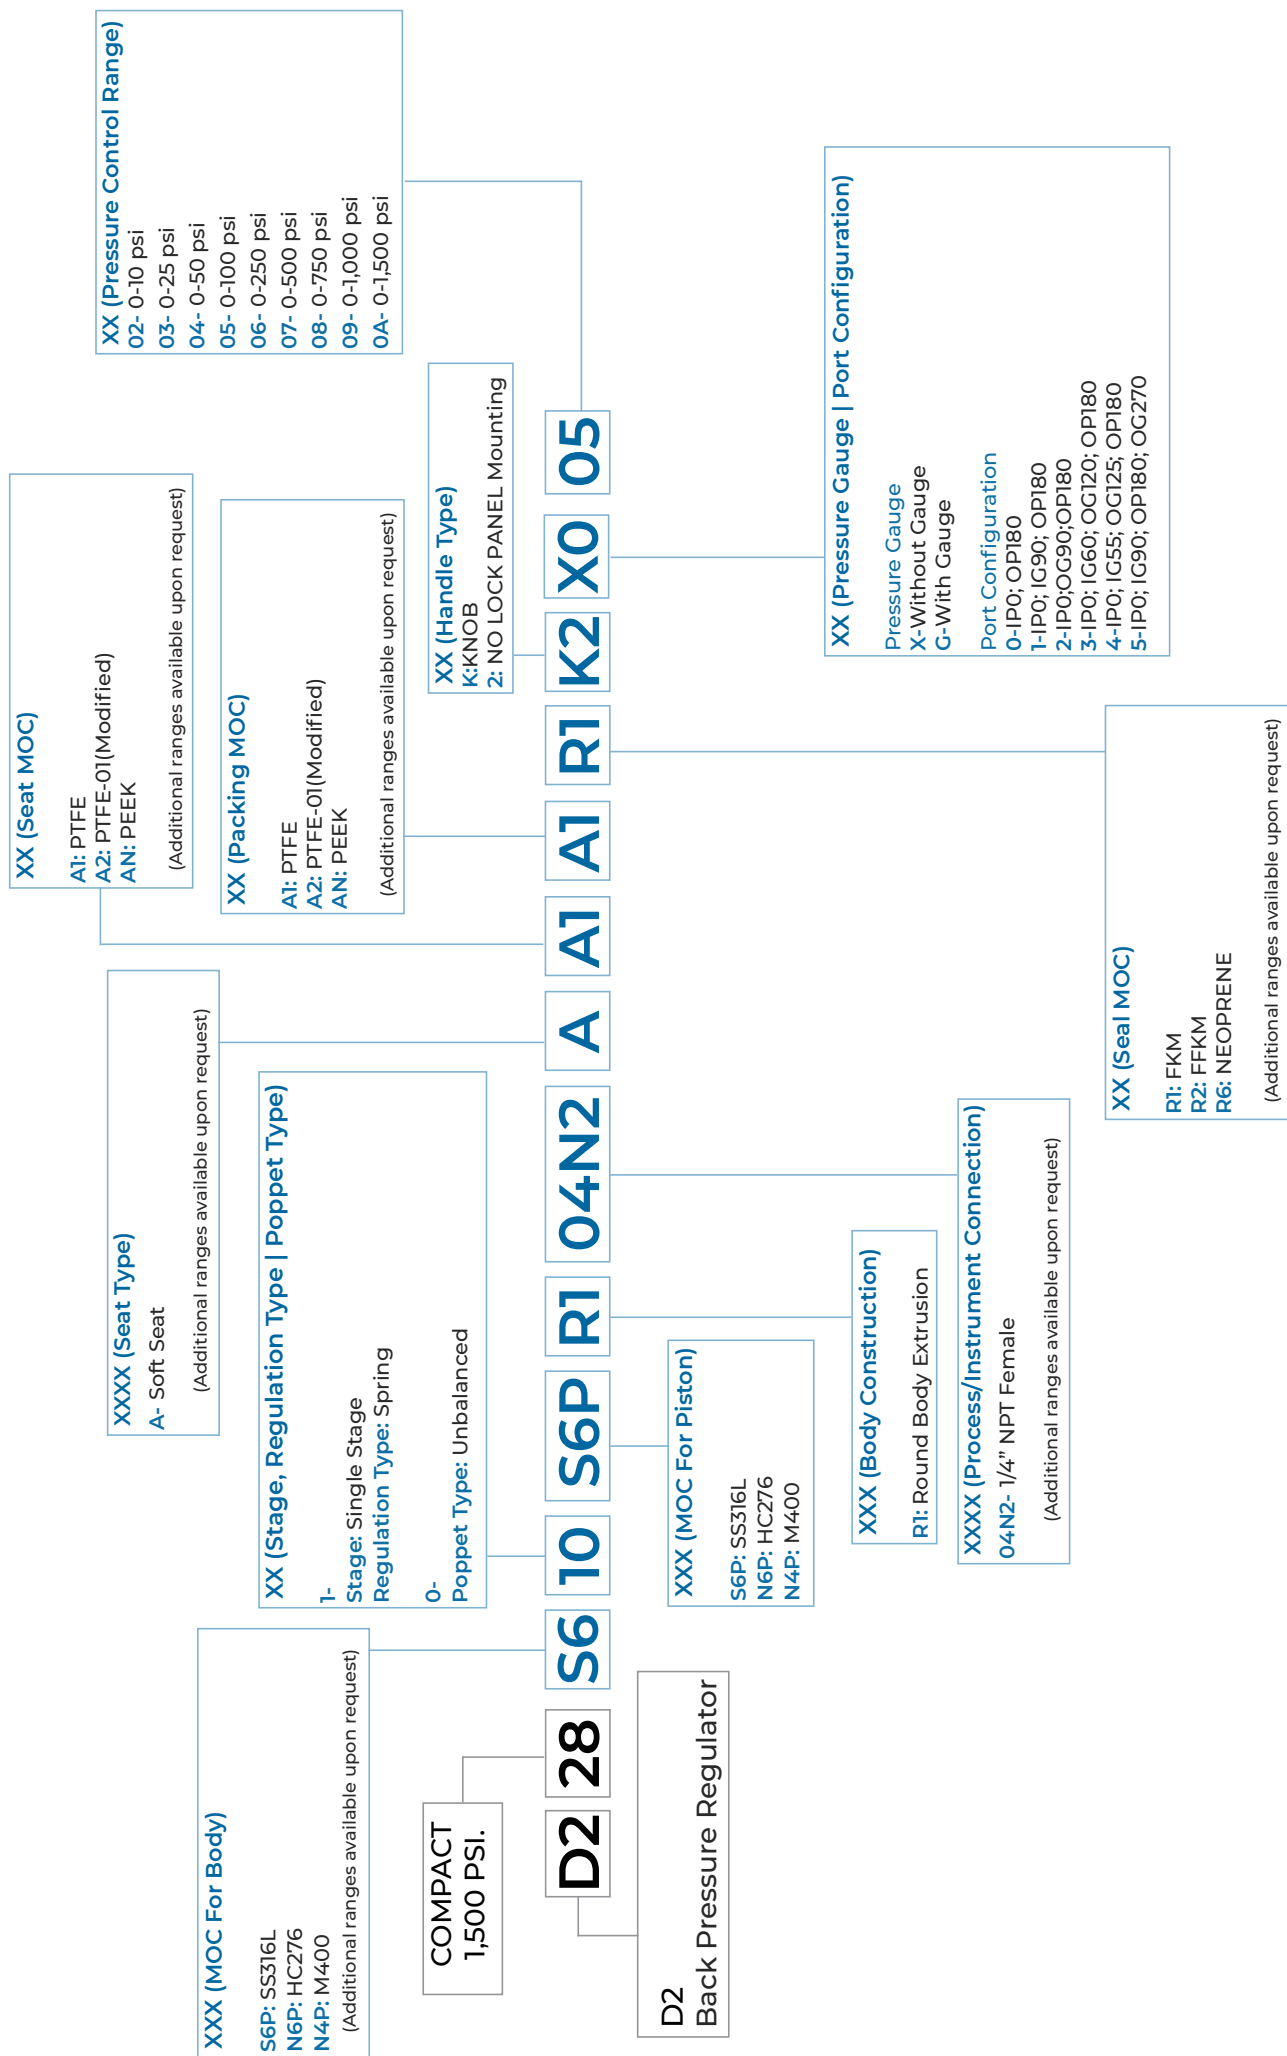 XXX (MOC For Body)
S6P: SS316L
N6P: HC276
N4P: M400
(Additional ranges available upon request)
COMPACT
1,500 PSI.
D2
Back Pressure Regulator
XX (Stage, Regulation Type | Poppet Type)
1-
Stage: Single Stage
Regulation Type: Spring
0-
Poppet Type: Unbalanced
XXXX (Seat Type)
A- Soft Seat
(Additional ranges available upon request)
XX (Seat MOC)
A1: PTFE
A2: PTFE-01(Modified)
AN: PEEK
(Additional ranges available upon request)
XX (Packing MOC)
A1: PTFE
A2: PTFE-01(Modified)
AN: PEEK
(Additional ranges available upon request)
XX (Handle Type)
K:KNOB
2: NO LOCK PANEL Mounting
XX (Pressure Control Range)
02- 0-10 psi
03- 0-25 psi
04- 0-50 psi
05- 0-100 psi
06- 0-250 psi
07- 0-500 psi
08- 0-750 psi
09- 0-1,000 psi
0A- 0-1,500 psi
D2 28 S6 10 S6P R1 04N2 A A1 A1 R1 K2 X0 05
XXX (MOC For Piston)
S6P: SS316L
N6P: HC276
N4P: M400
XXX (Body Construction)
R1: Round Body Extrusion
XXXX (Process/Instrument Connection)
04N2- 1/4” NPT Female
(Additional ranges available upon request)
XX (Seal MOC)
R1: FKM
R2: FFKM
R6: NEOPRENE
(Additional ranges available upon request)
XX (Pressure Gauge | Port Configuration)
Pressure Gauge
X-Without Gauge
G-With Gauge
Port Configuration
0-IP0; OP180
1-IP0; IG90; OP180
2-IP0;OG90;OP180
3-IP0; IG60; OG120; OP180
4-IP0; IG55; OG125; OP180
5-IP0; IG90; OP180; OG270